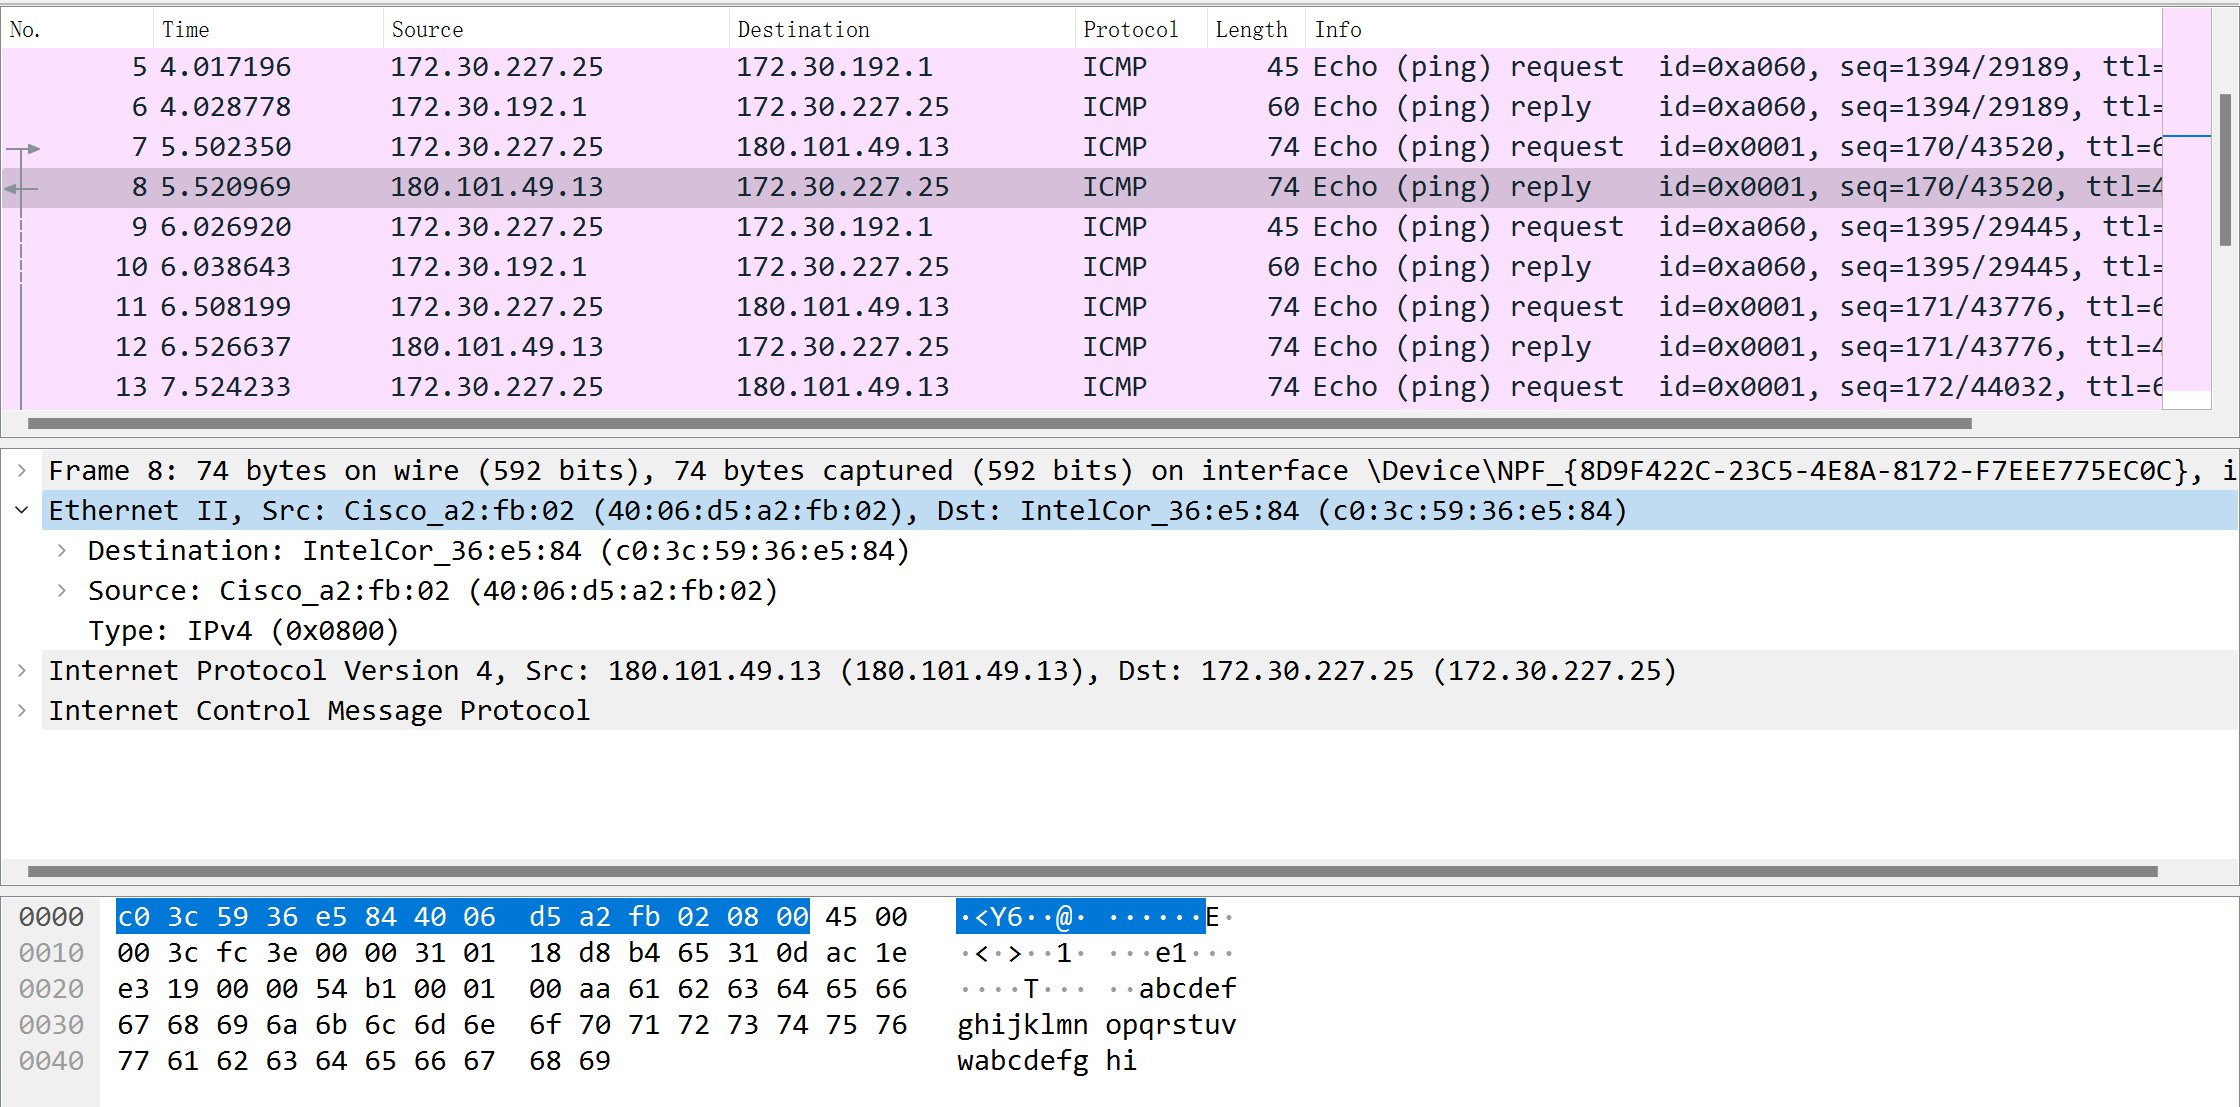 No. Time Source Destination Protocol Length Info
5 4.017196 172.30.227.25 172.30.192.1 ICMP 45 Echo (ping) request id=0xa060, seq=1394/29189, ttl=
6 4.028778 172.30.192.1 172.30.227.25 ICMP 60 Echo (ping) reply id=0xa060, seq=1394/29189, ttl=
7 5.502350 172.30.227.25 180.101.49.13 ICMP 74 Echo (ping) request id=0x0001, seq=170/43520, ttl=6
8 5.520969 180.101.49.13 172.30.227.25 ICMP 74 Echo (ping) reply id=0x0001, seq=170/43520, ttl=4
9 6.026920 172.30.227.25 172.30.192.1 ICMP 45 Echo (ping) request id=0xa060, seq=1395/29445, ttl=
10 6.038643 172.30.192.1 172.30.227.25 ICMP 60 Echo (ping) reply id=0xa060, seq=1395/29445, ttl=
11 6.508199 172.30.227.25 180.101.49.13 ICMP 74 Echo (ping) request id=0x0001, seq=171/43776, ttl=6
12 6.526637 180.101.49.13 172.30.227.25 ICMP 74 Echo (ping) reply id=0x0001, seq=171/43776, ttl=4
13 7.524233 172.30.227.25 180.101.49.13 ICMP 74 Echo (ping) request id=0x0001, seq=172/44032, ttl=6
Frame 8: 74 bytes on wire (592 bits), 74 bytes captured (592 bits) on interface \Device\NPF_{8D9F422C-23C5-4E8A-8172-F7EEE775EC0C}, i
Ethernet II, Src: Cisco_a2:fb:02 (40:06:d5:a2:fb:02), Dst: IntelCor_36:e5:84 (c0:3c:59:36:e5:84)
Destination: IntelCor_36:e5:84 (c0:3c:59:36:e5:84)
Source: Cisco_a2:fb:02 (40:06:d5:a2:fb:02)
Type: IPv4 (0x0800)
Internet Protocol Version 4, Src: 180.101.49.13 (180.101.49.13), Dst: 172.30.227.25 (172.30.227.25)
Internet Control Message Protocol
0000 c0 3c 59 36 e5 84 40 06 d5 a2 fb 02 08 00 45 00 ·<Y6··@· ······E·
0010 00 3c fc 3e 00 00 31 01 18 d8 b4 65 31 0d ac 1e ·<·>··1· ···e1···
0020 e3 19 00 00 54 b1 00 01 00 aa 61 62 63 64 65 66 ····T··· ··abcdef
0030 67 68 69 6a 6b 6c 6d 6e 6f 70 71 72 73 74 75 76 ghijklmn opqrstuv
0040 77 61 62 63 64 65 66 67 68 69 wabcdefg hi